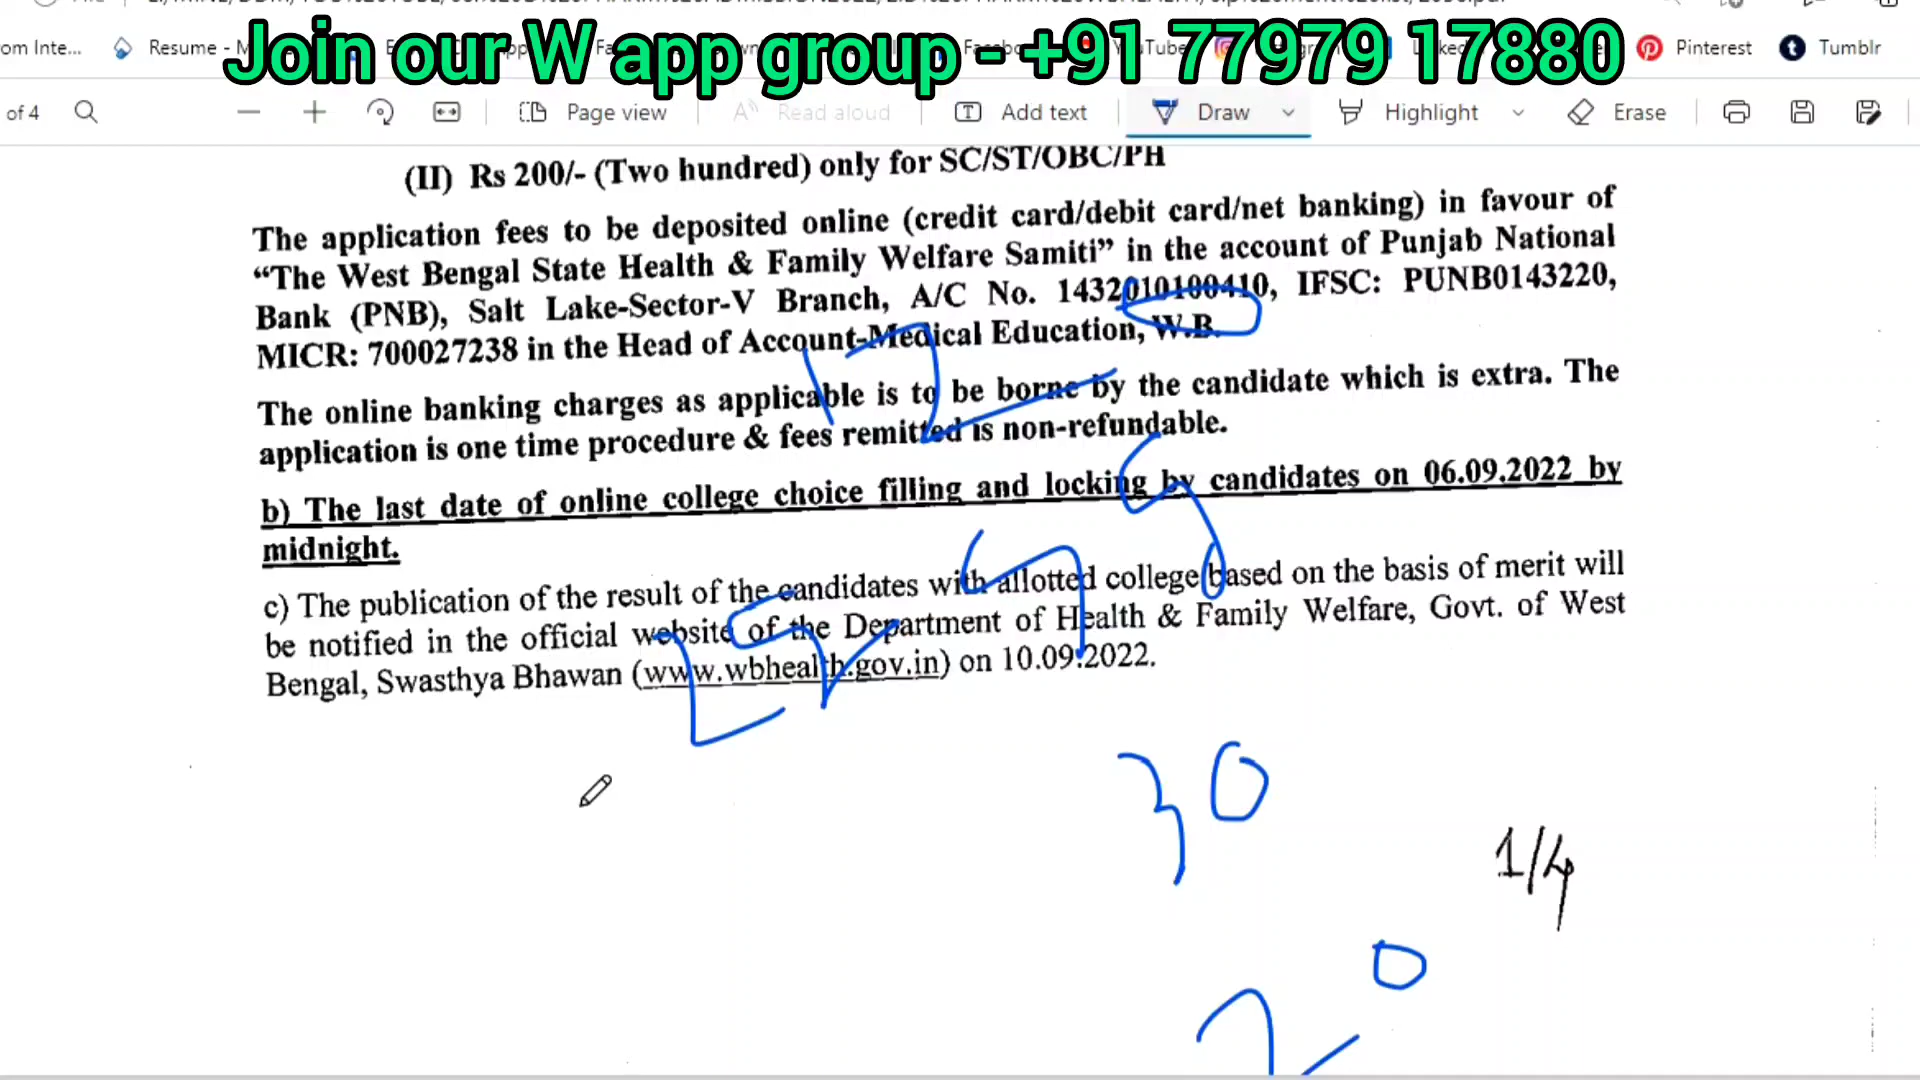 Join our W app group - +91 77979 17880
om Inte...
Resume - M
YouTube
Pinterest
Tumblr
of 4
Page view
Read aloud
Add text
Draw
Highlight
Erase
(II) Rs 200/- (Two hundred) only for SC/ST/OBC/PH
The application fees to be deposited online (credit card/debit card/net banking) in favour of
“The West Bengal State Health & Family Welfare Samiti” in the account of Punjab National
Bank (PNB), Salt Lake-Sector-V Branch, A/C No. 1432010100410, IFSC: PUNB0143220,
MICR: 700027238 in the Head of Account-Medical Education, W.B.
The online banking charges as applicable is to be borne by the candidate which is extra. The
application is one time procedure & fees remitted is non-refundable.
b) The last date of online college choice filling and locking by candidates on 06.09.2022 by
midnight.
c) The publication of the result of the candidates with allotted college based on the basis of merit will
be notified in the official website of the Department of Health & Family Welfare, Govt. of West
Bengal, Swasthya Bhawan (www.wbhealth.gov.in) on 10.09.2022.
30
1/4
20